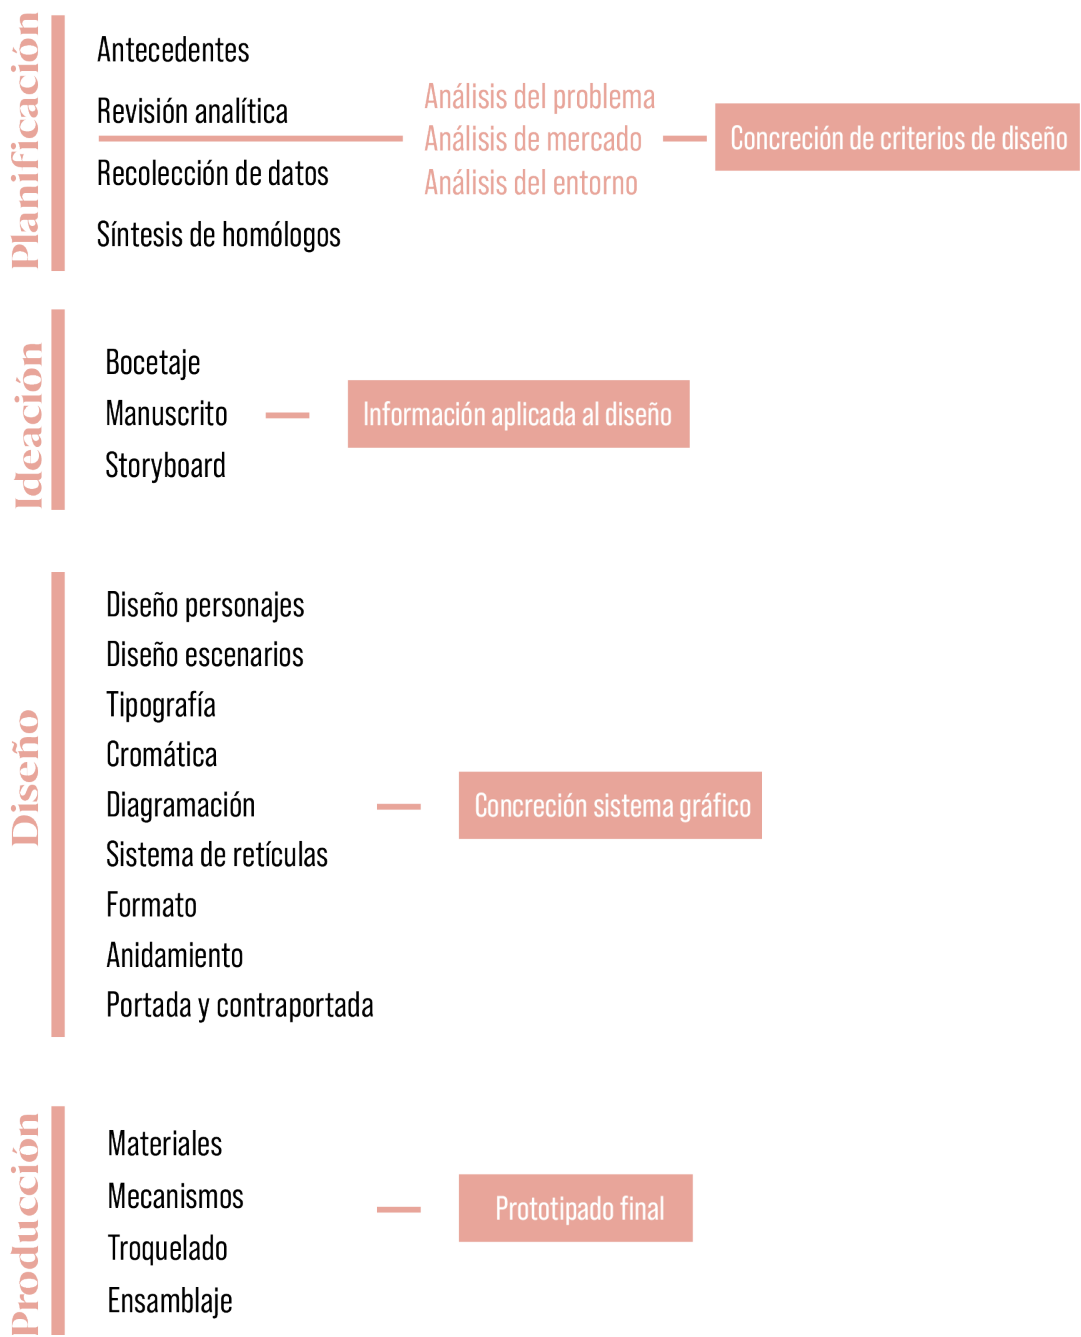 Planificación
Antecedentes
Revisión analítica
Recolección de datos
Síntesis de homólogos
Análisis del problema
Análisis de mercado
Análisis del entorno
Concreción de criterios de diseño
Ideación
Bocetaje
Manuscrito
Storyboard
Información aplicada al diseño
Diseño
Diseño personajes
Diseño escenarios
Tipografía
Cromática
Diagramación
Sistema de retículas
Formato
Anidamiento
Portada y contraportada
Concreción sistema gráfico
Producción
Materiales
Mecanismos
Troquelado
Ensamblaje
Prototipado final